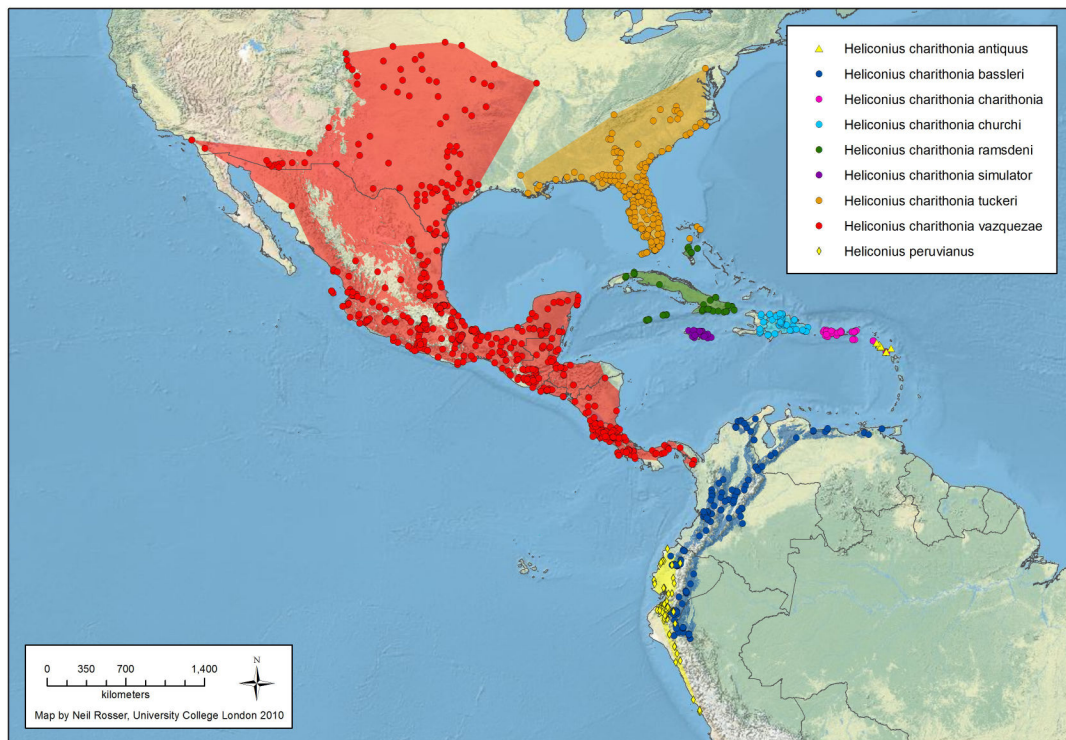 Heliconius charithonia antiquus
Heliconius charithonia bassleri
Heliconius charithonia charithonia
Heliconius charithonia churchi
Heliconius charithonia ramsdeni
Heliconius charithonia simulator
Heliconius charithonia tuckeri
Heliconius charithonia vazquezae
Heliconius peruvianus
N
0 350 700 1,400
kilometers
Map by Neil Rosser, University College London 2010